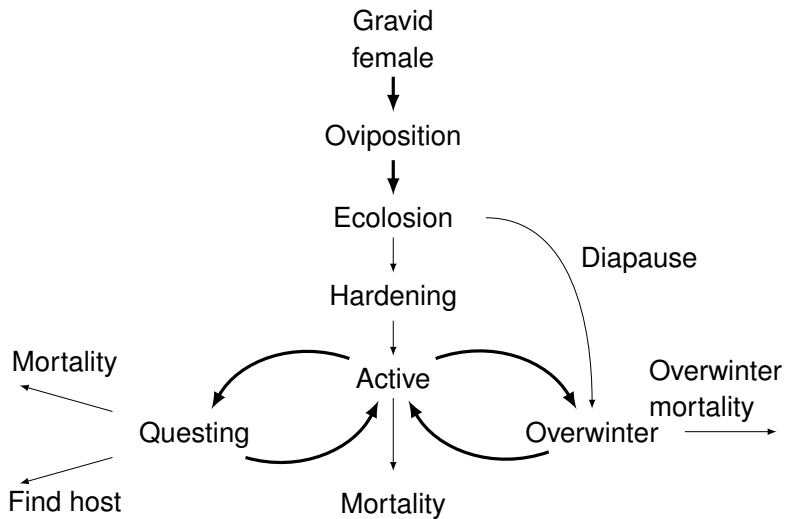 Gravid
female
Oviposition
Ecolosion
Diapause
Hardening
Mortality
Active
Overwinter
mortality
Questing
Overwinter
Find host
Mortality